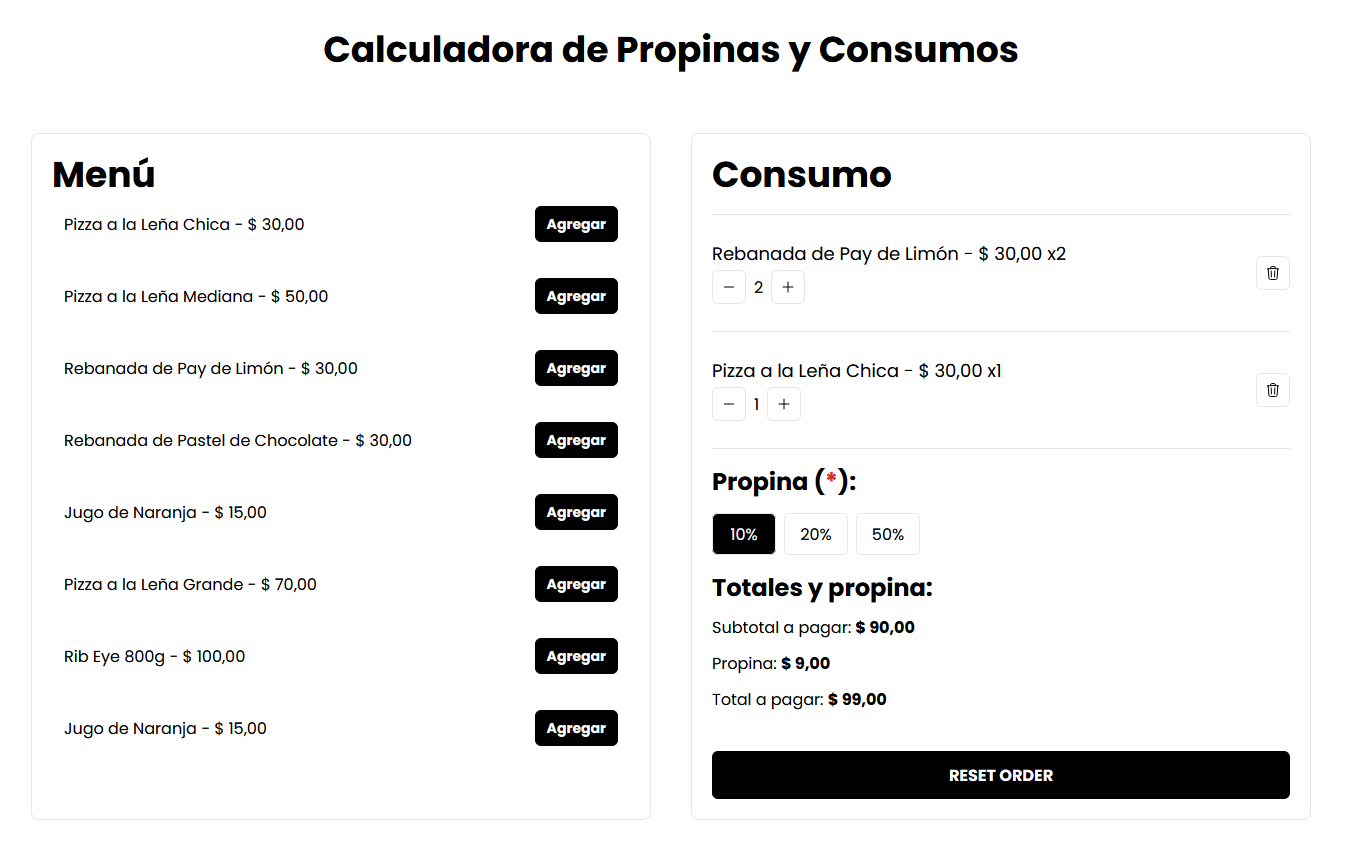 Calculadora de Propinas y Consumos
Menú
Pizza a la Leña Chica - $ 30,00
Agregar
Pizza a la Leña Mediana - $ 50,00
Agregar
Rebanada de Pay de Limón - $ 30,00
Agregar
Rebanada de Pastel de Chocolate - $ 30,00
Agregar
Jugo de Naranja - $ 15,00
Agregar
Pizza a la Leña Grande - $ 70,00
Agregar
Rib Eye 800g - $ 100,00
Agregar
Jugo de Naranja - $ 15,00
Agregar
Consumo
Rebanada de Pay de Limón - $ 30,00 x2
− 2 +
Pizza a la Leña Chica - $ 30,00 x1
− 1 +
Propina (*):
10% 20% 50%
Totales y propina:
Subtotal a pagar: $ 90,00
Propina: $ 9,00
Total a pagar: $ 99,00
RESET ORDER